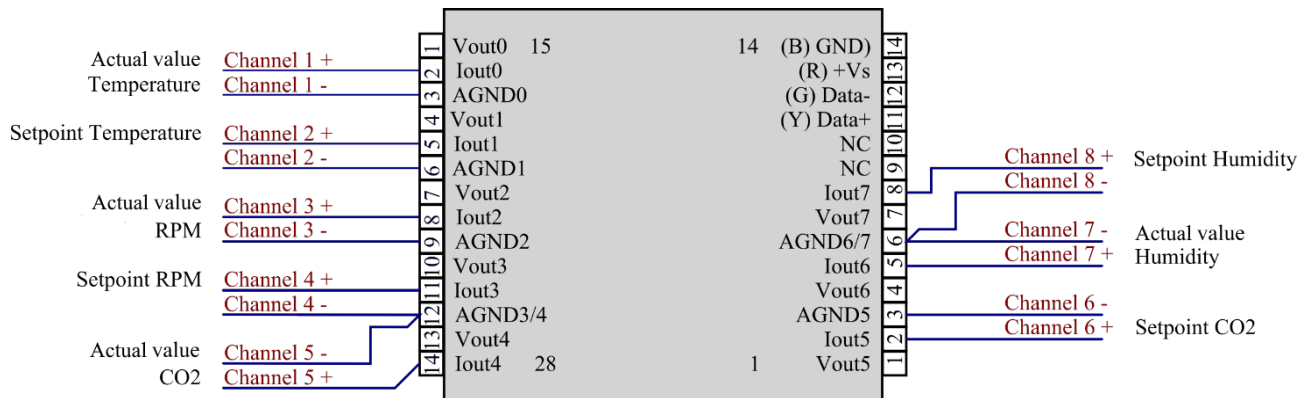 Actual value
Temperature
Channel 1 +
Channel 1 -
Setpoint Temperature
Channel 2 +
Channel 2 -
Actual value
RPM
Channel 3 +
Channel 3 -
Setpoint RPM
Channel 4 +
Channel 4 -
Actual value
CO2
Channel 5 -
Channel 5 +
1 Vout0 15
2 Iout0
3 AGND0
4 Vout1
5 Iout1
6 AGND1
7 Vout2
8 Iout2
9 AGND2
10 Vout3
11 Iout3
12 AGND3/4
13 Vout4
14 Iout4 28
14 (B) GND) 14
(R) +Vs 13
(G) Data- 12
(Y) Data+ 11
NC 10
NC 9
Iout7 8
Vout7 7
AGND6/7 6
Iout6 5
Vout6 4
AGND5 3
Iout5 2
1 Vout5 1
Channel 8 +
Channel 8 -
Setpoint Humidity
Channel 7 -
Channel 7 +
Actual value
Humidity
Channel 6 -
Channel 6 +
Setpoint CO2